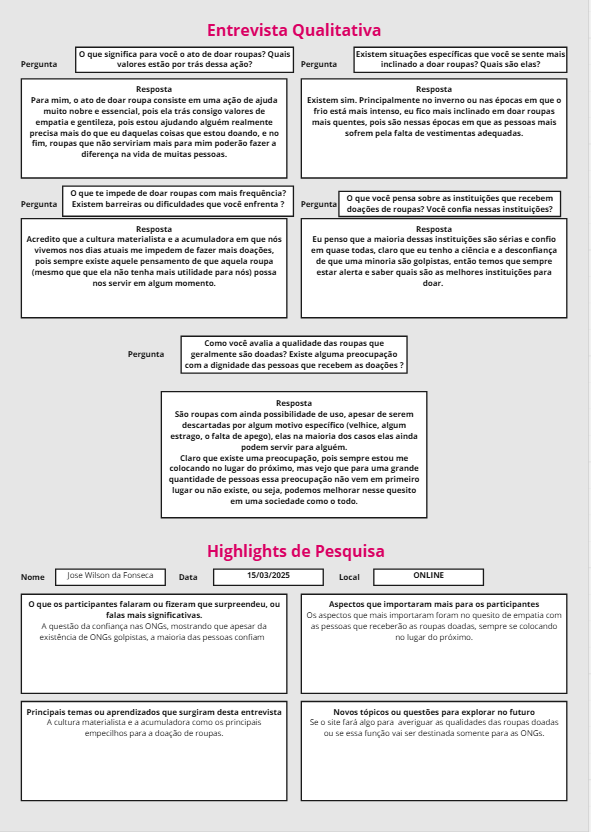 Entrevista Qualitativa
Pergunta
O que significa para você o ato de doar roupas? Quais
valores estão por trás dessa ação?
Pergunta
Existem situações específicas que você se sente mais
inclinado a doar roupas? Quais são elas?
Resposta
Para mim, o ato de doar roupa consiste em uma ação de ajuda
muito nobre e essencial, pois ela trás consigo valores de
empatia e gentileza, pois estou ajudando alguém realmente
precisa mais do que eu daquelas coisas que estou doando, e no
fim, roupas que não serviriam mais para mim poderão fazer a
diferença na vida de muitas pessoas.
Resposta
Existem sim. Principalmente no inverno ou nas épocas em que o
frio está mais intenso, eu fico mais inclinado em doar roupas
mais quentes, pois são nessas épocas em que as pessoas mais
sofrem pela falta de vestimentas adequadas.
Pergunta
O que te impede de doar roupas com mais frequência?
Existem barreiras ou dificuldades que você enfrenta ?
Pergunta
O que você pensa sobre as instituições que recebem
doações de roupas? Você confia nessas instituições?
Resposta
Acredito que a cultura materialista e a acumuladora em que nós
vivemos nos dias atuais me impedem de fazer mais doações,
pois sempre existe aquele pensamento de que aquela roupa
(mesmo que que ela não tenha mais utilidade para nós) possa
nos servir em algum momento.
Resposta
Eu penso que a maioria dessas instituições são sérias e confio
em quase todas, claro que eu tenho a ciência e a desconfiança
de que uma minoria são golpistas, então temos que sempre
estar alerta e saber quais são as melhores instituições para
doar.
Pergunta
Como você avalia a qualidade das roupas que
geralmente são doadas? Existe alguma preocupação
com a dignidade das pessoas que recebem as doações ?
Resposta
São roupas com ainda possibilidade de uso, apesar de serem
descartadas por algum motivo específico (velhice, algum
estrago, o falta de apego), elas na maioria dos casos elas ainda
podem servir para alguém.
Claro que existe uma preocupação, pois sempre estou me
colocando no lugar do próximo, mas vejo que para uma grande
quantidade de pessoas essa preocupação não vem em primeiro
lugar ou não existe, ou seja, podemos melhorar nesse quesito
em uma sociedade como o todo.
Highlights de Pesquisa
Nome
Jose Wilson da Fonseca
Data
15/03/2025
Local
ONLINE
O que os participantes falaram ou fizeram que surpreendeu, ou
falas mais significativas.
A questão da confiança nas ONGs, mostrando que apesar da
existência de ONGs golpistas, a maioria das pessoas confiam
Aspectos que importaram mais para os participantes
Os aspectos que mais importaram foram no quesito de empatia com
as pessoas que receberão as roupas doadas, sempre se colocando
no lugar do próximo.
Principais temas ou aprendizados que surgiram desta entrevista
A cultura materialista e a acumuladora como os principais
empecilhos para a doação de roupas.
Novos tópicos ou questões para explorar no futuro
Se o site fará algo para averiguar as qualidades das roupas doadas
ou se essa função vai ser destinada somente para as ONGs.